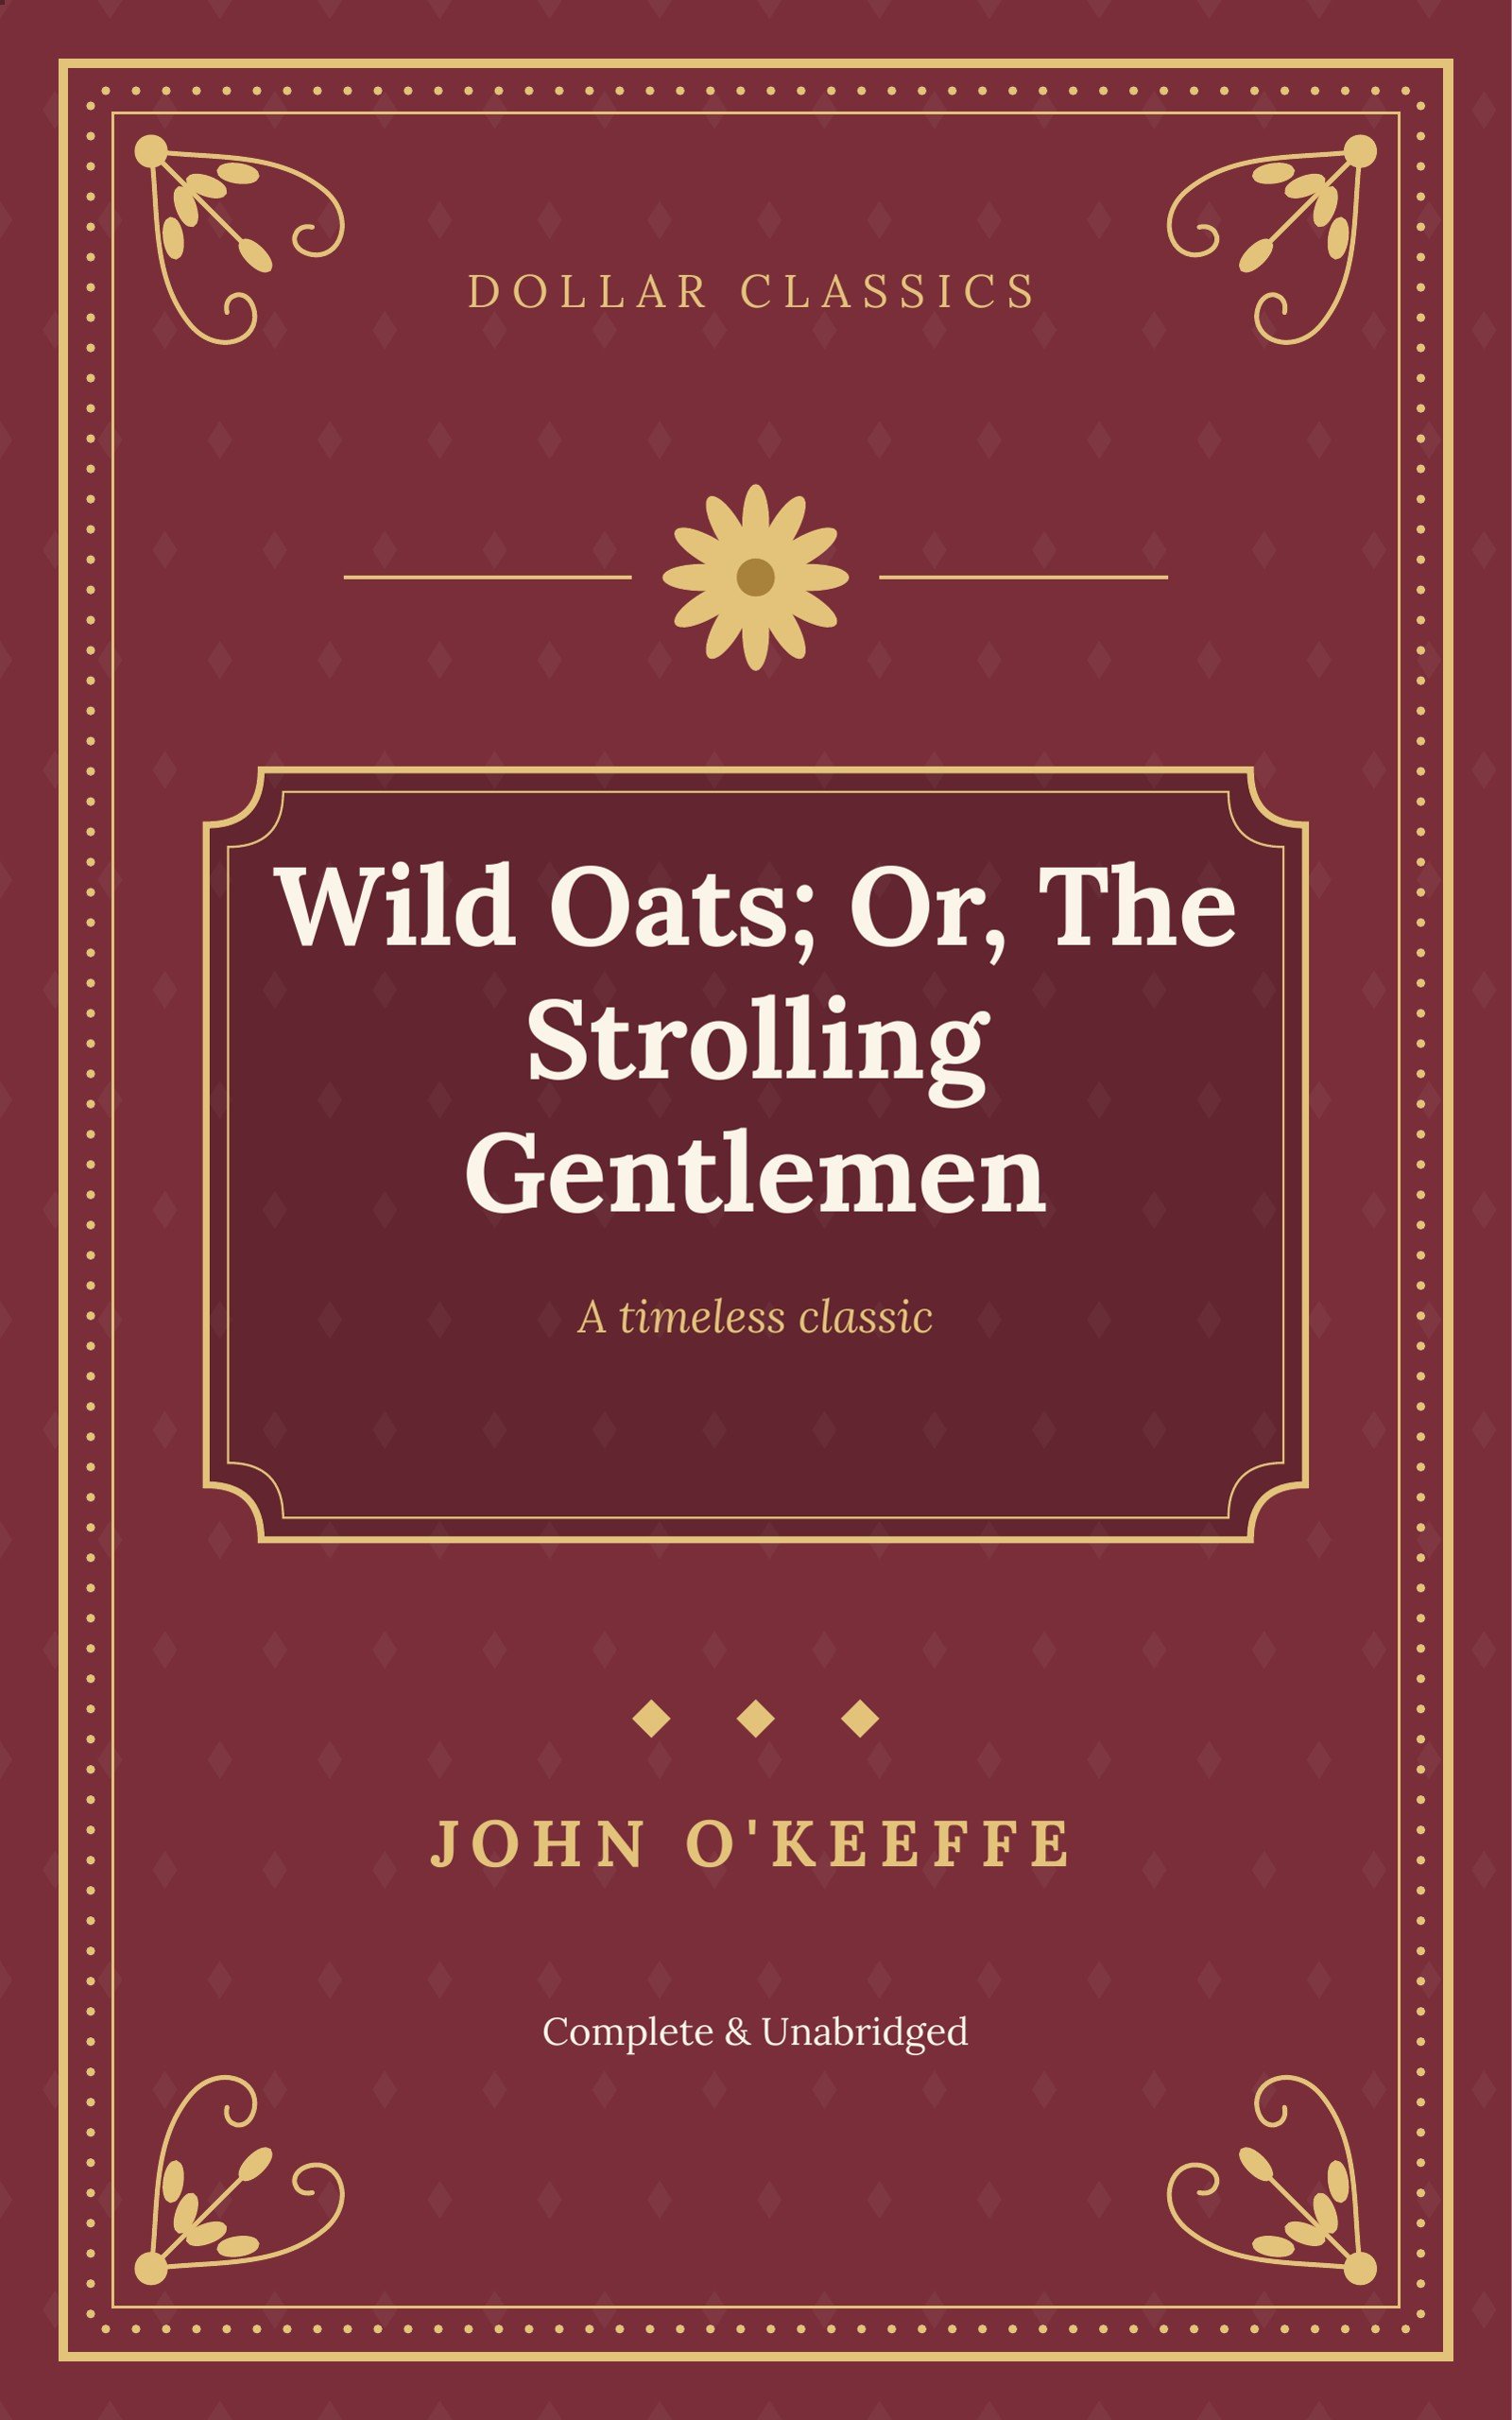 DOLLAR CLASSICS
Wild Oats; Or, The
Strolling
Gentlemen
A timeless classic
JOHN O'KEEFFE
Complete & Unabridged